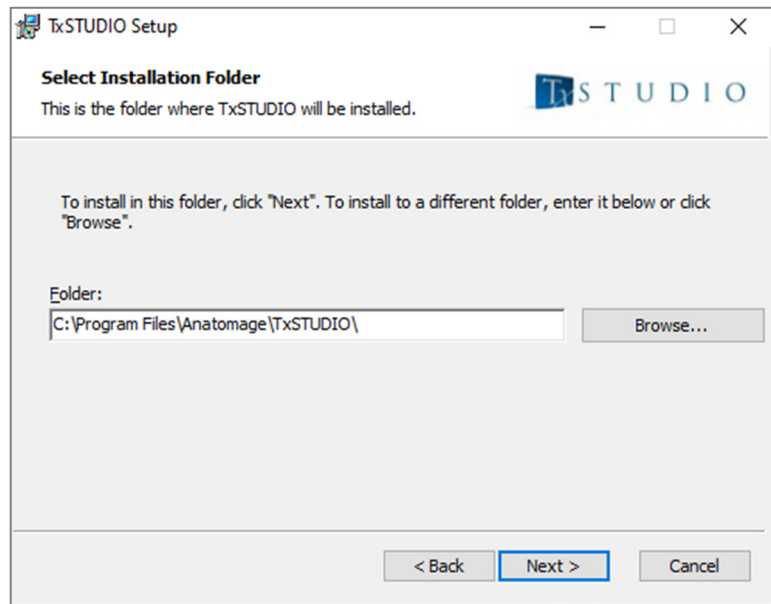 TxSTUDIO Setup
Select Installation Folder
This is the folder where TxSTUDIO will be installed.
TxSTUDIO
To install in this folder, click "Next". To install to a different folder, enter it below or click
"Browse".
Folder:
C:\Program Files\Anatomage\TxSTUDIO\
Browse...
< Back
Next >
Cancel